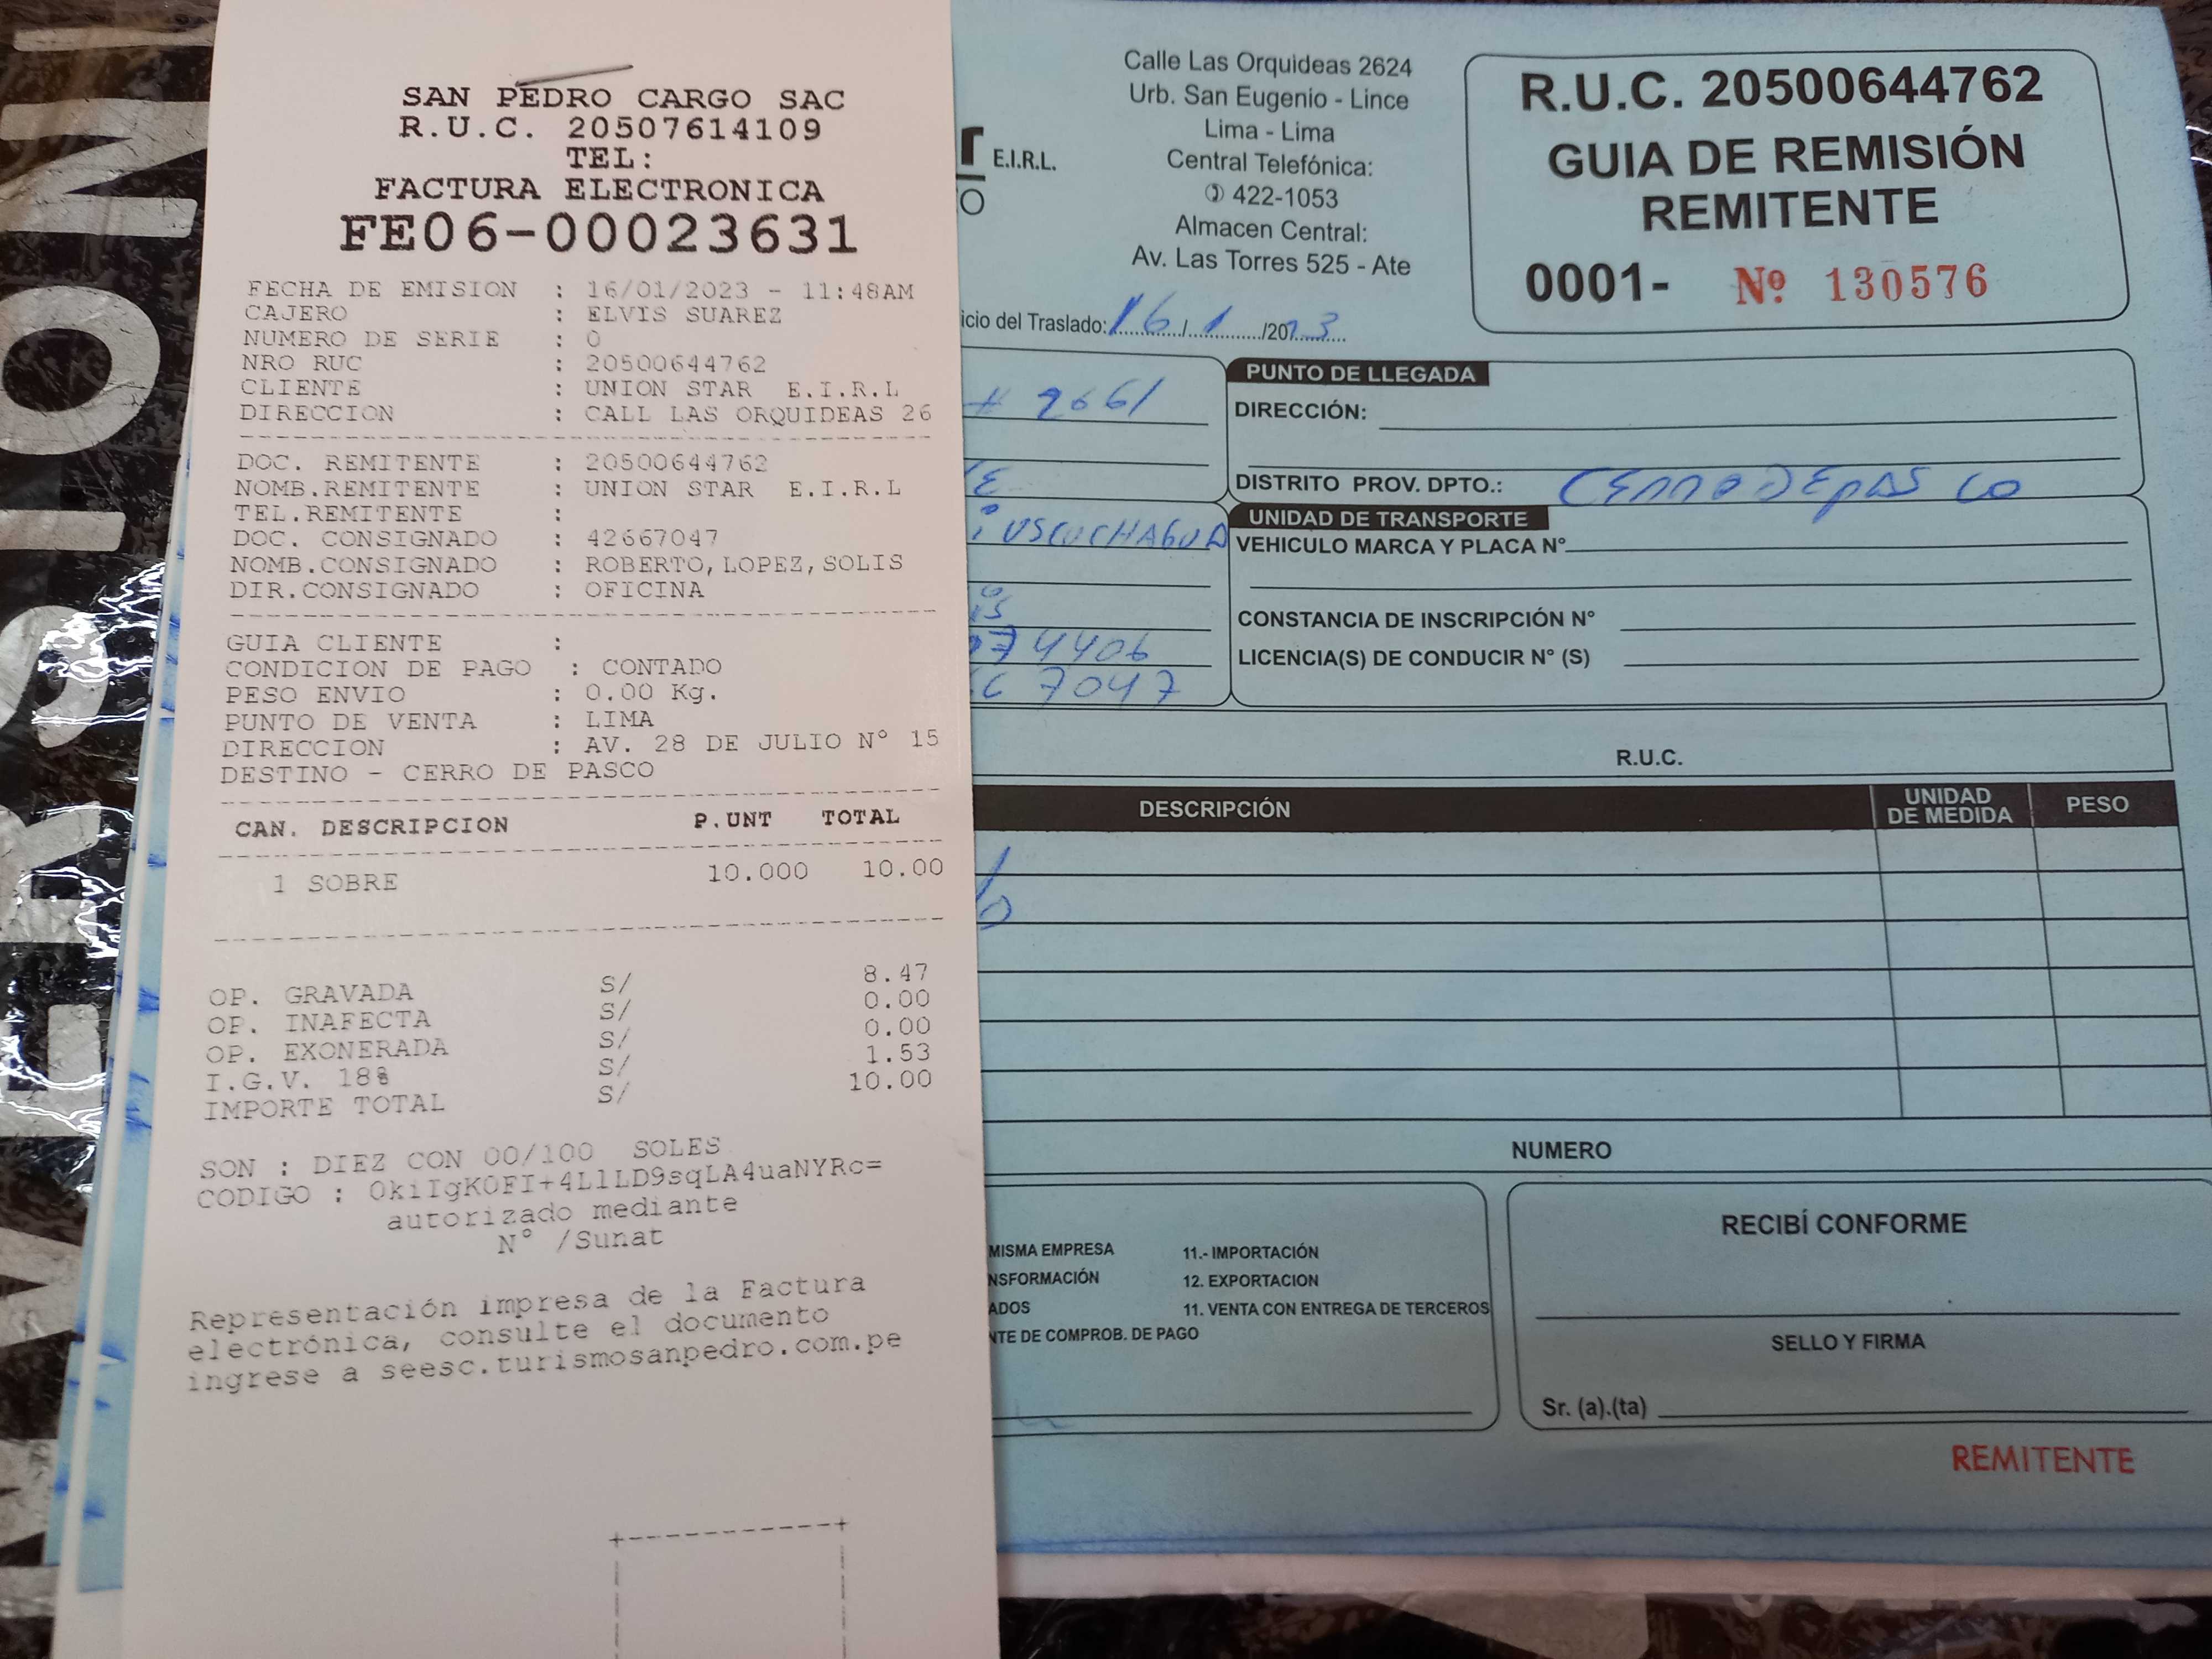 SAN PEDRO CARGO SAC
R.U.C. 20507614109
TEL:
FACTURA ELECTRONICA
FE06-00023631
FECHA DE EMISION : 16/01/2023 - 11:48AM
CAJERO : ELVIS SUAREZ
NUMERO DE SERIE : 0
NRO RUC : 20500644762
CLIENTE : UNION STAR E.I.R.L
DIRECCION : CALL LAS ORQUIDEAS 26
DOC. REMITENTE : 20500644762
NOMB.REMITENTE : UNION STAR E.I.R.L
TEL.REMITENTE :
DOC. CONSIGNADO : 42667047
NOMB.CONSIGNADO : ROBERTO,LOPEZ,SOLIS
DIR.CONSIGNADO : OFICINA
GUIA CLIENTE :
CONDICION DE PAGO : CONTADO
PESO ENVIO : 0.00 Kg.
PUNTO DE VENTA : LIMA
DIRECCION : AV. 28 DE JULIO N° 15
DESTINO - CERRO DE PASCO
CAN. DESCRIPCION P.UNT TOTAL
1 SOBRE 10.000 10.00
OP. GRAVADA S/ 8.47
OP. INAFECTA S/ 0.00
OP. EXONERADA S/ 0.00
I.G.V. 18% S/ 1.53
IMPORTE TOTAL S/ 10.00
SON : DIEZ CON 00/100 SOLES
CODIGO : 0kiIgK0FI+4LlLD9sqLA4uaNYRc=
autorizado mediante
N° /Sunat
Representación impresa de la Factura
electrónica, consulte el documento
ingrese a seesc.turismosanpedro.com.pe
E.I.R.L.
Calle Las Orquideas 2624
Urb. San Eugenio - Lince
Lima - Lima
Central Telefónica:
422-1053
Almacen Central:
Av. Las Torres 525 - Ate
R.U.C. 20500644762
GUIA DE REMISIÓN
REMITENTE
0001- Nº 130576
icio del Traslado: 16/1/2023
# 2661
USCUCHAGUA
74406
7047
PUNTO DE LLEGADA
DIRECCIÓN:
DISTRITO PROV. DPTO.: CERRO DE PASCO
UNIDAD DE TRANSPORTE
VEHICULO MARCA Y PLACA N°
CONSTANCIA DE INSCRIPCIÓN N°
LICENCIA(S) DE CONDUCIR N° (S)
R.U.C.
DESCRIPCIÓN UNIDAD DE MEDIDA PESO
NUMERO
MISMA EMPRESA 11.- IMPORTACIÓN
NSFORMACIÓN 12. EXPORTACION
ADOS 11. VENTA CON ENTREGA DE TERCEROS
NTE DE COMPROB. DE PAGO
RECIBÍ CONFORME
SELLO Y FIRMA
Sr. (a).(ta)
REMITENTE